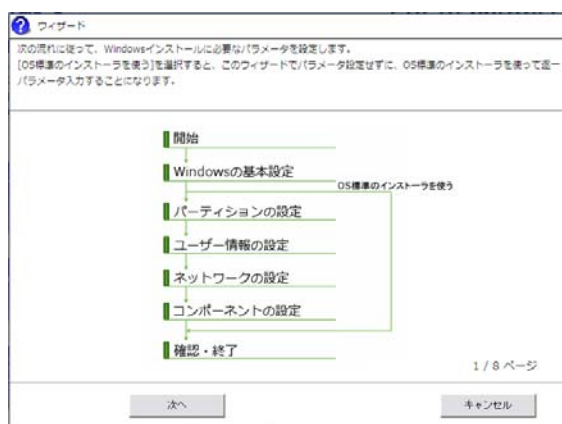 ウィザード
次の流れに従って、Windowsインストールに必要なパラメータを設定します。
[OS標準のインストーラを使う]を選択すると、このウィザードでパラメータ設定せずに、OS標準のインストーラを使って逐一
パラメータ入力することになります。
開始
Windowsの基本設定
OS標準のインストーラを使う
パーティションの設定
ユーザー情報の設定
ネットワークの設定
コンポーネントの設定
確認・終了
1 / 8 ページ
次へ
キャンセル